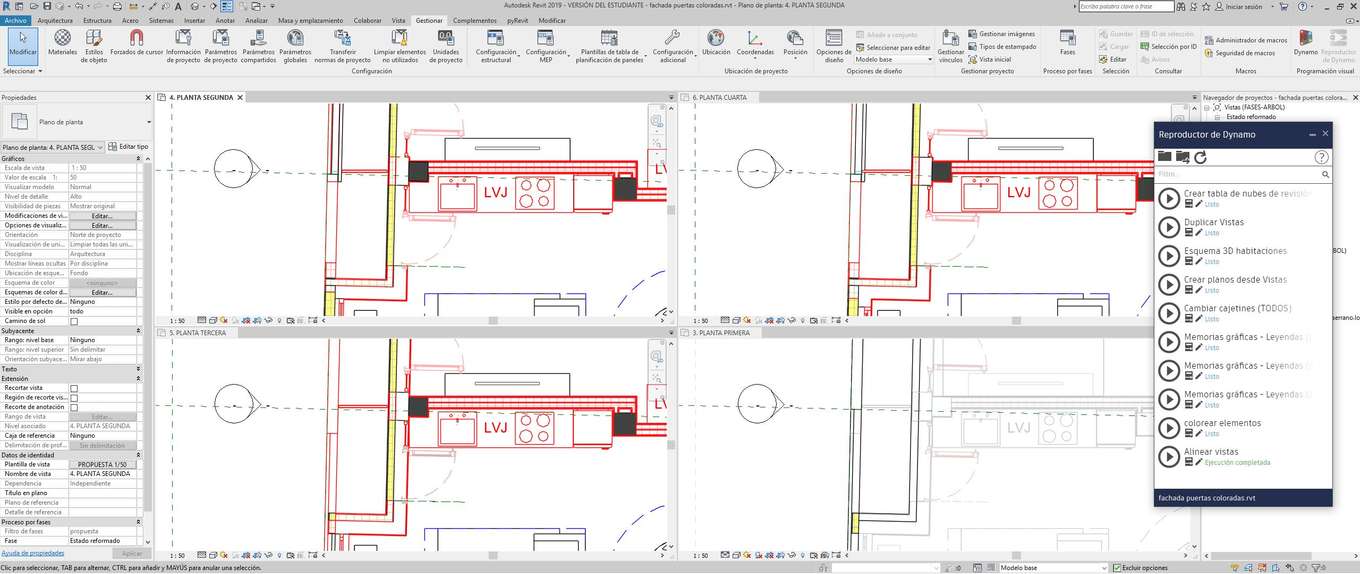 Autodesk Revit 2019 - VERSIÓN DEL ESTUDIANTE - fachada puertas coloradas.rvt - Plano de planta: 4. PLANTA SEGUNDA
Escriba palabra clave o frase
Iniciar sesión
Archivo Arquitectura Estructura Acero Sistemas Insertar Anotar Analizar Masa y emplazamiento Colaborar Vista Gestionar Complementos pyRevit Modificar
Modificar
Materiales
Estilos de objeto
Forzados de cursor
Información de proyecto
Parámetros de proyecto
Parámetros compartidos
Parámetros globales
Transferir normas de proyecto
Limpiar elementos no utilizados
Unidades de proyecto
Configuración estructural
Configuración MEP
Plantillas de tabla de planificación de paneles
Configuración adicional
Ubicación
Coordenadas
Posición
Opciones de diseño
Añadir a conjunto
Seleccionar para editar
Modelo base
Gestionar vínculos
Gestionar imágenes
Tipos de estampado
Vista inicial
Fases
Guardar
Cargar
Editar
ID de selección
Selección por ID
Avisos
Administrador de macros
Seguridad de macros
Dynamo
Reproductor de Dynamo
Seleccionar
Configuración
Ubicación de proyecto
Opciones de diseño
Gestionar proyecto
Proceso por fases
Selección
Consultar
Macros
Programación visual
Propiedades
Plano de planta
Plano de planta: 4. PLANTA SEGL
Editar tipo
Gráficos
Escala de vista 1 : 50
Valor de escala 1: 50
Visualizar modelo Normal
Nivel de detalle Alto
Visibilidad de piezas Mostrar original
Modificaciones de vi... Editar...
Opciones de visualiz... Editar...
Orientación Norte de proyecto
Visualización de uni... Limpiar todas las uni...
Disciplina Arquitectura
Mostrar líneas ocultas Por disciplina
Ubicación de esque... Fondo
Esquema de color <ninguno>
Esquemas de color d... Editar...
Estilo por defecto de... Ninguno
Visible en opción todo
Camino de sol
Subyacente
Rango: nivel base Ninguno
Rango: nivel superior Sin delimitar
Orientación subyace... Mirar abajo
Texto
Extensión
Recortar vista
Región de recorte vis...
Recorte de anotación
Rango de vista Editar...
Nivel asociado 4. PLANTA SEGUNDA
Caja de referencia Ninguno
Delimitación de prof... Sin delimitación
Datos de identidad
Plantilla de vista PROPUESTA 1/50
Nombre de vista 4. PLANTA SEGUNDA
Dependencia Independiente
Título en plano
Plano de referencia
Detalle de referencia
Proceso por fases
Filtro de fases propuesta
Fase Estado reformado
Ayuda de propiedades
Aplicar
4. PLANTA SEGUNDA
LVJ
1 : 50
6. PLANTA CUARTA
LVJ
1 : 50
5. PLANTA TERCERA
LVJ
1 : 50
3. PLANTA PRIMERA
LVJ
1 : 50
Navegador de proyectos - fachada puertas colora...
Vistas (FASES-ARBOL)
Estado reformado
BOL)
serrano.lo
Reproductor de Dynamo
Filtro...
Crear tabla de nubes de revisi
Listo
Duplicar Vistas
Listo
Esquema 3D habitaciones
Listo
Crear planos desde Vistas
Listo
Cambiar cajetines (TODOS)
Listo
Memorias gráficas - Leyendas
Listo
Memorias gráficas - Leyendas
Listo
Memorias gráficas - Leyendas
Listo
colorear elementos
Listo
Alinear vistas
Ejecución completada
fachada puertas coloradas.rvt
Clic para seleccionar, TAB para alternar, CTRL para añadir y MAYÚS para anular una selección.
Modelo base
Excluir opciones